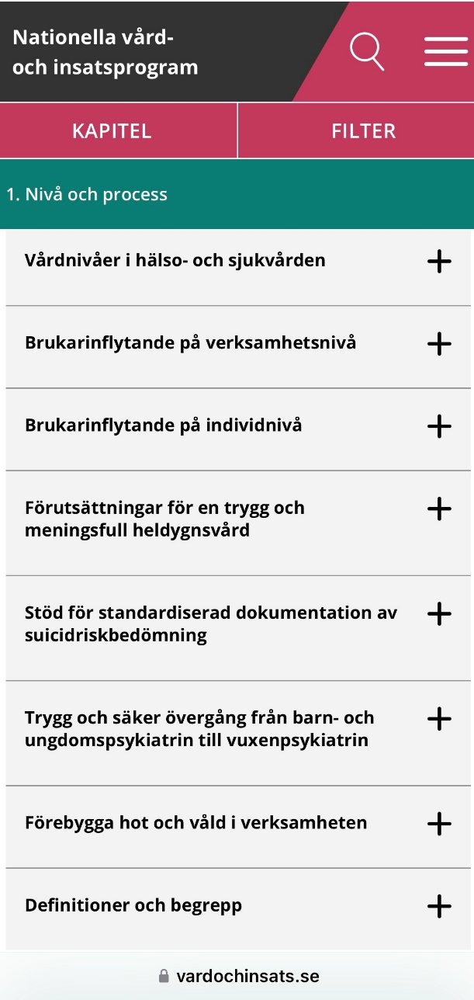 Nationella vård-
och insatsprogram
KAPITEL
FILTER
1. Nivå och process
Vårdnivåer i hälso- och sjukvården
Brukarinflytande på verksamhetsnivå
Brukarinflytande på individnivå
Förutsättningar för en trygg och
meningsfull heldygnsvård
Stöd för standardiserad dokumentation av
suicidriskbedömning
Trygg och säker övergång från barn- och
ungdomspsykiatrin till vuxenpsykiatrin
Förebygga hot och våld i verksamheten
Definitioner och begrepp
vardochinsats.se